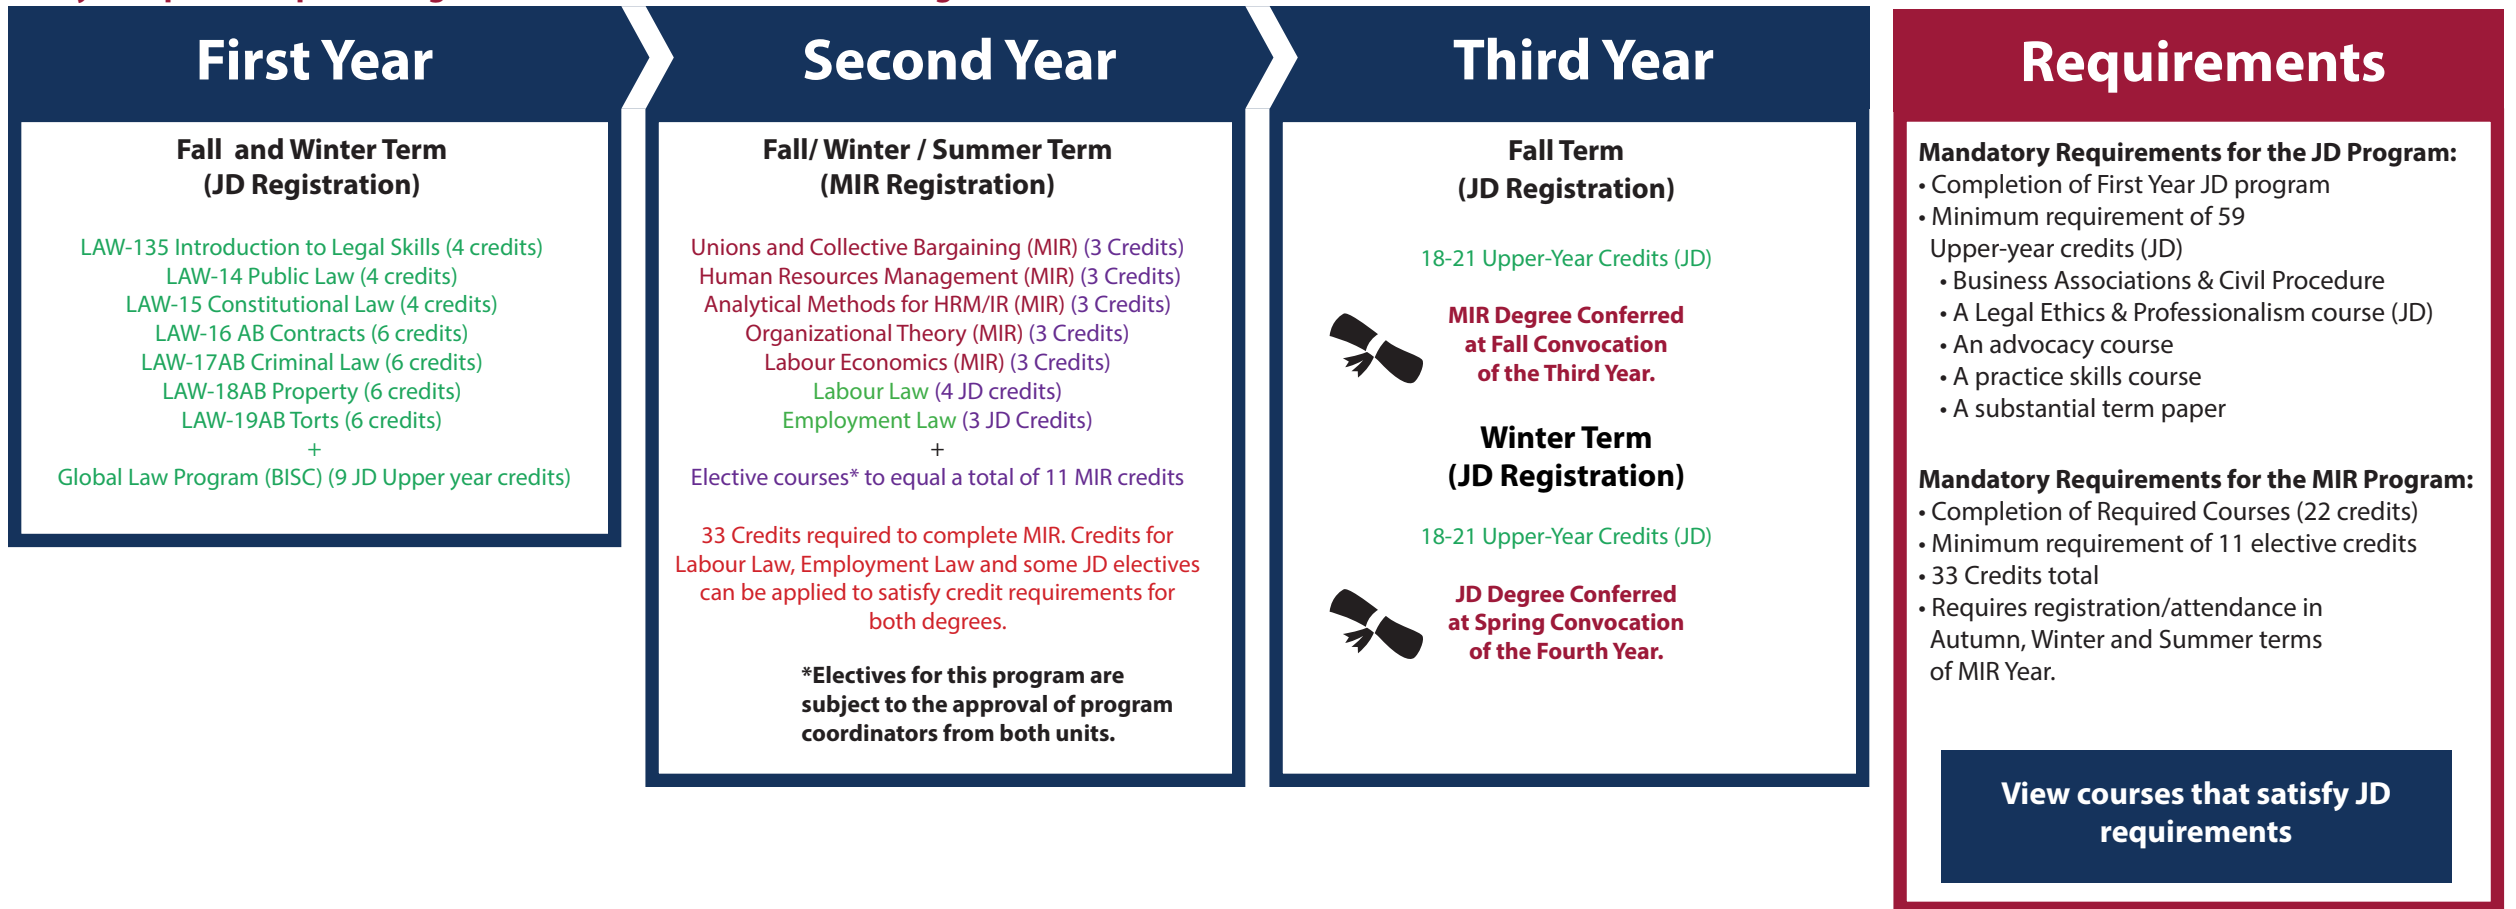 First Year
Fall and Winter Term
(JD Registration)
LAW-135 Introduction to Legal Skills (4 credits)
LAW-14 Public Law (4 credits)
LAW-15 Constitutional Law (4 credits)
LAW-16 AB Contracts (6 credits)
LAW-17AB Criminal Law (6 credits)
LAW-18AB Property (6 credits)
LAW-19AB Torts (6 credits)
+
Global Law Program (BISC) (9 JD Upper year credits)
Second Year
Fall/ Winter / Summer Term
(MIR Registration)
Unions and Collective Bargaining (MIR) (3 Credits)
Human Resources Management (MIR) (3 Credits)
Analytical Methods for HRM/IR (MIR) (3 Credits)
Organizational Theory (MIR) (3 Credits)
Labour Economics (MIR) (3 Credits)
Labour Law (4 JD credits)
Employment Law (3 JD Credits)
+
Elective courses* to equal a total of 11 MIR credits
33 Credits required to complete MIR. Credits for
Labour Law, Employment Law and some JD electives
can be applied to satisfy credit requirements for
both degrees.
*Electives for this program are
subject to the approval of program
coordinators from both units.
Third Year
Fall Term
(JD Registration)
18-21 Upper-Year Credits (JD)
MIR Degree Conferred
at Fall Convocation
of the Third Year.
Winter Term
(JD Registration)
18-21 Upper-Year Credits (JD)
JD Degree Conferred
at Spring Convocation
of the Fourth Year.
Requirements
Mandatory Requirements for the JD Program:
• Completion of First Year JD program
• Minimum requirement of 59
Upper-year credits (JD)
• Business Associations & Civil Procedure
• A Legal Ethics & Professionalism course (JD)
• An advocacy course
• A practice skills course
• A substantial term paper
Mandatory Requirements for the MIR Program:
• Completion of Required Courses (22 credits)
• Minimum requirement of 11 elective credits
• 33 Credits total
• Requires registration/attendance in
Autumn, Winter and Summer terms
of MIR Year.
View courses that satisfy JD
requirements